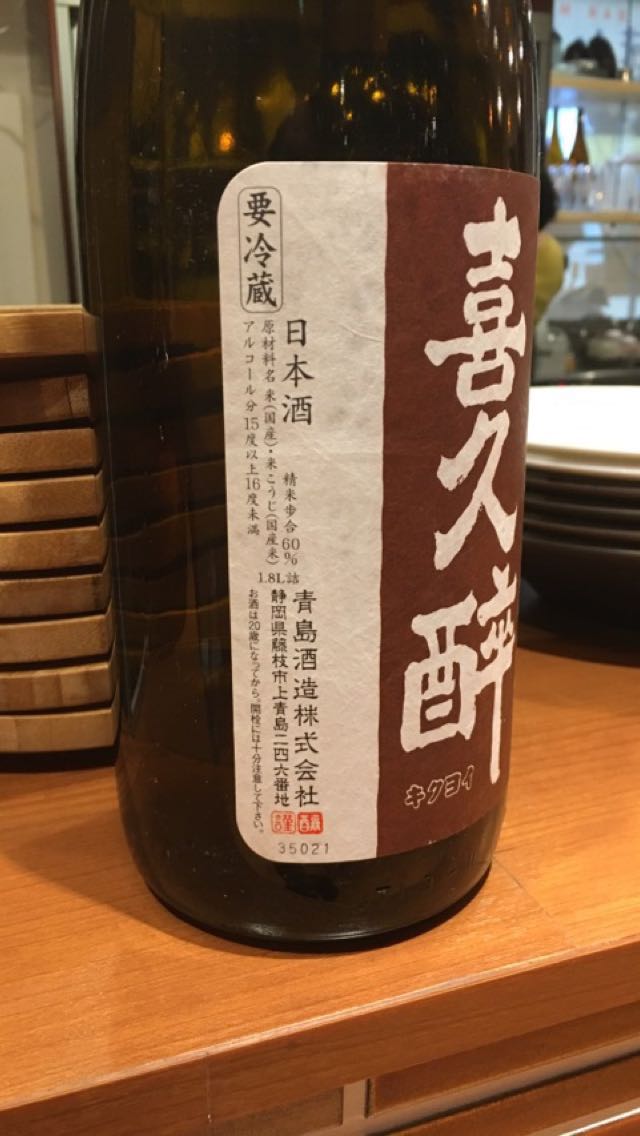 喜久醉
キクヨイ
要冷蔵
日本酒
精米歩合60%
原材料名 米(国産)・米こうじ(国産米)
アルコール分 15度以上16度未満
1.8L詰
青島酒造株式会社
静岡県藤枝市上青島二四六番地
お酒は20歳になってから。開栓には十分注意して下さい。
謹醸
35021